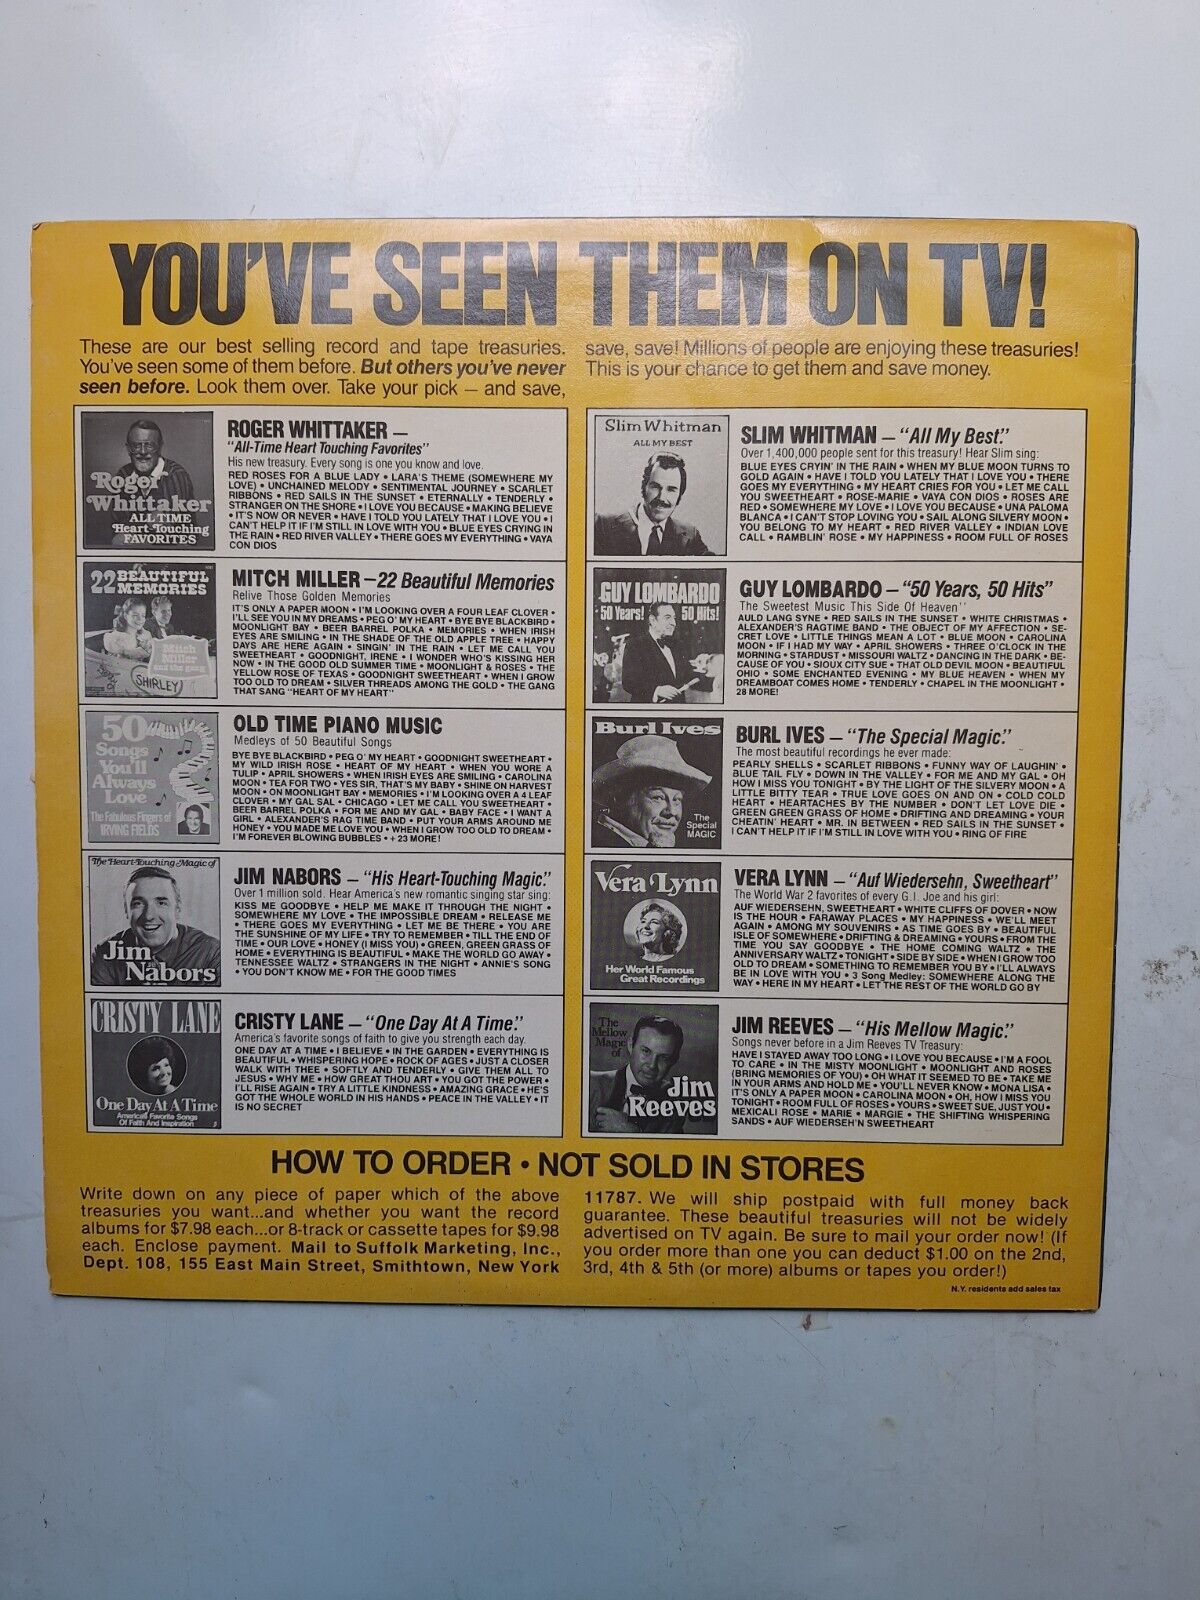 YOU'VE SEEN THEM ON TV!
These are our best selling record and tape treasuries.
You've seen some of them before. But others you've never
seen before. Look them over. Take your pick — and save,
save, save! Millions of people are enjoying these treasuries!
This is your chance to get them and save money.
Roger
Whittaker
ALL TIME
Heart-Touching
FAVORITES
ROGER WHITTAKER —
"All-Time Heart Touching Favorites"
His new treasury. Every song is one you know and love.
RED ROSES FOR A BLUE LADY • LARA'S THEME (SOMEWHERE MY
LOVE) • UNCHAINED MELODY • SENTIMENTAL JOURNEY • SCARLET
RIBBONS • RED SAILS IN THE SUNSET • ETERNALLY • TENDERLY •
STRANGER ON THE SHORE • I LOVE YOU BECAUSE • MAKING BELIEVE
• IT'S NOW OR NEVER • HAVE I TOLD YOU LATELY THAT I LOVE YOU • I
CAN'T HELP IT IF I'M STILL IN LOVE WITH YOU • BLUE EYES CRYING IN
THE RAIN • RED RIVER VALLEY • THERE GOES MY EVERYTHING • VAYA
CON DIOS
22 BEAUTIFUL
MEMORIES
Mitch
Miller
and the gang
SHIRLEY
MITCH MILLER — 22 Beautiful Memories
Relive Those Golden Memories
IT'S ONLY A PAPER MOON • I'M LOOKING OVER A FOUR LEAF CLOVER •
I'LL SEE YOU IN MY DREAMS • PEG O' MY HEART • BYE BYE BLACKBIRD •
MOONLIGHT BAY • BEER BARREL POLKA • MEMORIES • WHEN IRISH
EYES ARE SMILING • IN THE SHADE OF THE OLD APPLE TREE • HAPPY
DAYS ARE HERE AGAIN • SINGIN' IN THE RAIN • LET ME CALL YOU
SWEETHEART • GOODNIGHT, IRENE • I WONDER WHO'S KISSING HER
NOW • IN THE GOOD OLD SUMMER TIME • MOONLIGHT & ROSES • THE
YELLOW ROSE OF TEXAS • GOODNIGHT SWEETHEART • WHEN I GROW
TOO OLD TO DREAM • SILVER THREADS AMONG THE GOLD • THE GANG
THAT SANG "HEART OF MY HEART"
50
Songs
You'll
Always
Love
The Fabulous Fingers of
IRVING FIELDS
OLD TIME PIANO MUSIC
Medleys of 50 Beautiful Songs
BYE BYE BLACKBIRD • PEG O' MY HEART • GOODNIGHT SWEETHEART •
MY WILD IRISH ROSE • HEART OF MY HEART • WHEN YOU WORE A
TULIP • APRIL SHOWERS • WHEN IRISH EYES ARE SMILING • CAROLINA
MOON • TEA FOR TWO • YES SIR, THAT'S MY BABY • SHINE ON HARVEST
MOON • ON MOONLIGHT BAY • MEMORIES • I'M LOOKING OVER A 4 LEAF
CLOVER • MY GAL SAL • CHICAGO • LET ME CALL YOU SWEETHEART •
BEER BARREL POLKA • FOR ME AND MY GAL • BABY FACE • I WANT A
GIRL • ALEXANDER'S RAG TIME BAND • PUT YOUR ARMS AROUND ME
HONEY • YOU MADE ME LOVE YOU • WHEN I GROW TOO OLD TO DREAM •
I'M FOREVER BLOWING BUBBLES • + 23 MORE!
The Heart-Touching Magic of
Jim
Nabors
JIM NABORS — "His Heart-Touching Magic."
Over 1 million sold. Hear America's new romantic singing star sing:
KISS ME GOODBYE • HELP ME MAKE IT THROUGH THE NIGHT •
SOMEWHERE MY LOVE • THE IMPOSSIBLE DREAM • RELEASE ME
• THERE GOES MY EVERYTHING • LET ME BE THERE • YOU ARE
THE SUNSHINE OF MY LIFE • TRY TO REMEMBER • TILL THE END OF
TIME • OUR LOVE • HONEY (I MISS YOU) • GREEN, GREEN GRASS OF
HOME • EVERYTHING IS BEAUTIFUL • MAKE THE WORLD GO AWAY •
TENNESSEE WALTZ • STRANGERS IN THE NIGHT • ANNIE'S SONG
• YOU DON'T KNOW ME • FOR THE GOOD TIMES
CRISTY LANE
One Day At A Time
America's Favorite Songs
Of Faith And Inspiration
CRISTY LANE — "One Day At A Time."
America's favorite songs of faith to give you strength each day.
ONE DAY AT A TIME • I BELIEVE • IN THE GARDEN • EVERYTHING IS
BEAUTIFUL • WHISPERING HOPE • ROCK OF AGES • JUST A CLOSER
WALK WITH THEE • SOFTLY AND TENDERLY • GIVE THEM ALL TO
JESUS • WHY ME • HOW GREAT THOU ART • YOU GOT THE POWER •
I'LL RISE AGAIN • TRY A LITTLE KINDNESS • AMAZING GRACE • HE'S
GOT THE WHOLE WORLD IN HIS HANDS • PEACE IN THE VALLEY • IT
IS NO SECRET
Slim Whitman
ALL MY BEST
SLIM WHITMAN — "All My Best."
Over 1,400,000 people sent for this treasury! Hear Slim sing:
BLUE EYES CRYIN' IN THE RAIN • WHEN MY BLUE MOON TURNS TO
GOLD AGAIN • HAVE I TOLD YOU LATELY THAT I LOVE YOU • THERE
GOES MY EVERYTHING • MY HEART CRIES FOR YOU • LET ME CALL
YOU SWEETHEART • ROSE-MARIE • VAYA CON DIOS • ROSES ARE
RED • SOMEWHERE MY LOVE • I LOVE YOU BECAUSE • UNA PALOMA
BLANCA • I CAN'T STOP LOVING YOU • SAIL ALONG SILVERY MOON •
YOU BELONG TO MY HEART • RED RIVER VALLEY • INDIAN LOVE
CALL • RAMBLIN' ROSE • MY HAPPINESS • ROOM FULL OF ROSES
GUY LOMBARDO
50 Years! 50 Hits!
GUY LOMBARDO — "50 Years, 50 Hits"
The Sweetest Music This Side Of Heaven"
AULD LANG SYNE • RED SAILS IN THE SUNSET • WHITE CHRISTMAS •
ALEXANDER'S RAGTIME BAND • THE OBJECT OF MY AFFECTION • SE-
CRET LOVE • LITTLE THINGS MEAN A LOT • BLUE MOON • CAROLINA
MOON • IF I HAD MY WAY • APRIL SHOWERS • THREE O'CLOCK IN THE
MORNING • STARDUST • MISSOURI WALTZ • DANCING IN THE DARK • BE-
CAUSE OF YOU • SIOUX CITY SUE • THAT OLD DEVIL MOON • BEAUTIFUL
OHIO • SOME ENCHANTED EVENING • MY BLUE HEAVEN • WHEN MY
DREAMBOAT COMES HOME • TENDERLY • CHAPEL IN THE MOONLIGHT •
28 MORE!
Burl Ives
The
Special
MAGIC
BURL IVES — "The Special Magic."
The most beautiful recordings he ever made:
PEARLY SHELLS • SCARLET RIBBONS • FUNNY WAY OF LAUGHIN' •
BLUE TAIL FLY • DOWN IN THE VALLEY • FOR ME AND MY GAL • OH
HOW I MISS YOU TONIGHT • BY THE LIGHT OF THE SILVERY MOON • A
LITTLE BITTY TEAR • TRUE LOVE GOES ON AND ON • COLD COLD
HEART • HEARTACHES BY THE NUMBER • DON'T LET LOVE DIE •
GREEN GREEN GRASS OF HOME • DRIFTING AND DREAMING • YOUR
CHEATIN' HEART • MR. IN BETWEEN • RED SAILS IN THE SUNSET •
I CAN'T HELP IT IF I'M STILL IN LOVE WITH YOU • RING OF FIRE
Vera Lynn
Her World Famous
Great Recordings
VERA LYNN — "Auf Wiedersehn, Sweetheart"
The World War 2 favorites of every G.I. Joe and his girl:
AUF WIEDERSEHN, SWEETHEART • WHITE CLIFFS OF DOVER • NOW
IS THE HOUR • FARAWAY PLACES • MY HAPPINESS • WE'LL MEET
AGAIN • AMONG MY SOUVENIRS • AS TIME GOES BY • BEAUTIFUL
ISLE OF SOMEWHERE • DRIFTING & DREAMING • YOURS • FROM THE
TIME YOU SAY GOODBYE • THE HOME COMING WALTZ • THE
ANNIVERSARY WALTZ • TONIGHT • SIDE BY SIDE • WHEN I GROW TOO
OLD TO DREAM • SOMETHING TO REMEMBER YOU BY • I'LL ALWAYS
BE IN LOVE WITH YOU • 3 Song Medley: SOMEWHERE ALONG THE
WAY • HERE IN MY HEART • LET THE REST OF THE WORLD GO BY
The
Mellow
Magic
of
Jim
Reeves
JIM REEVES — "His Mellow Magic."
Songs never before in a Jim Reeves TV Treasury:
HAVE I STAYED AWAY TOO LONG • I LOVE YOU BECAUSE • I'M A FOOL
TO CARE • IN THE MISTY MOONLIGHT • MOONLIGHT AND ROSES
(BRING MEMORIES OF YOU) • OH WHAT IT SEEMED TO BE • TAKE ME
IN YOUR ARMS AND HOLD ME • YOU'LL NEVER KNOW • MONA LISA •
IT'S ONLY A PAPER MOON • CAROLINA MOON • OH, HOW I MISS YOU
TONIGHT • ROOM FULL OF ROSES • YOURS • SWEET SUE, JUST YOU •
MEXICALI ROSE • MARIE • MARGIE • THE SHIFTING WHISPERING
SANDS • AUF WIEDERSEH'N SWEETHEART
HOW TO ORDER • NOT SOLD IN STORES
Write down on any piece of paper which of the above
treasuries you want...and whether you want the record
albums for $7.98 each...or 8-track or cassette tapes for $9.98
each. Enclose payment. Mail to Suffolk Marketing, Inc.,
Dept. 108, 155 East Main Street, Smithtown, New York
11787. We will ship postpaid with full money back
guarantee. These beautiful treasuries will not be widely
advertised on TV again. Be sure to mail your order now! (If
you order more than one you can deduct $1.00 on the 2nd,
3rd, 4th & 5th (or more) albums or tapes you order!)
N.Y. residents add sales tax